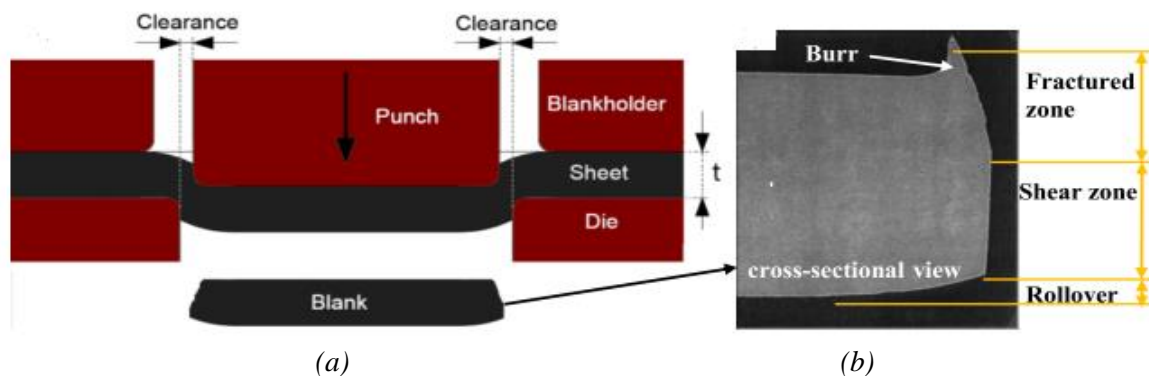 Clearance
Clearance
Punch
Blankholder
Sheet
t
Die
Blank
Burr
Fractured
zone
Shear zone
cross-sectional view
Rollover
(a)
(b)